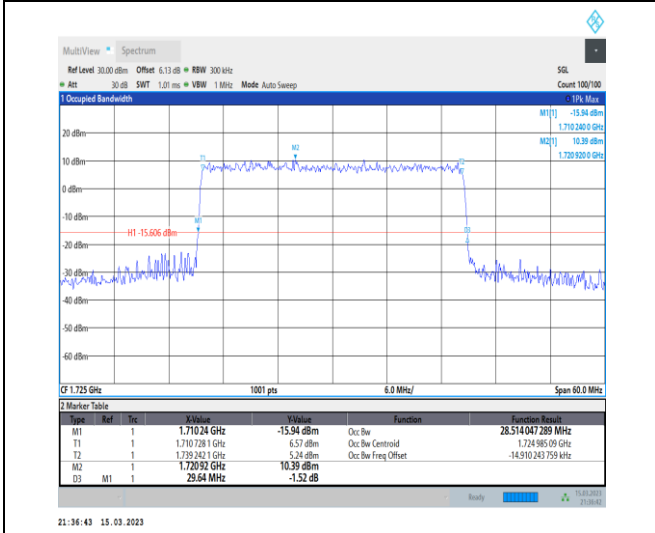 MultiView Spectrum
Ref Level 30.00 dBm Offset 6.13 dB RBW 300 kHz SGL
Att 30 dB SWT 1.01 ms VBW 1 MHz Mode Auto Sweep Count 100/100
1 Occupied Bandwidth 1Pk Max
M1[1] -15.94 dBm
1.710 240 0 GHz
M2[1] 10.39 dBm
1.720 920 0 GHz
20 dBm
M2
T1
T2
10 dBm
0 dBm
-10 dBm
M1
H1 -15.606 dBm
D3
-20 dBm
-30 dBm
-40 dBm
-50 dBm
-60 dBm
CF 1.725 GHz 1001 pts 6.0 MHz/ Span 60.0 MHz
2 Marker Table
Type Ref Trc X-Value Y-Value Function Function Result
M1 1 1.710 24 GHz -15.94 dBm Occ Bw 28.514 047 289 MHz
T1 1 1.710 728 1 GHz 6.57 dBm Occ Bw Centroid 1.724 985 09 GHz
T2 1 1.739 242 1 GHz 5.24 dBm Occ Bw Freq Offset -14.910 243 759 kHz
M2 1 1.720 92 GHz 10.39 dBm
D3 M1 1 29.64 MHz -1.52 dB
Ready 15.03.2023
21:36:42
21:36:43 15.03.2023